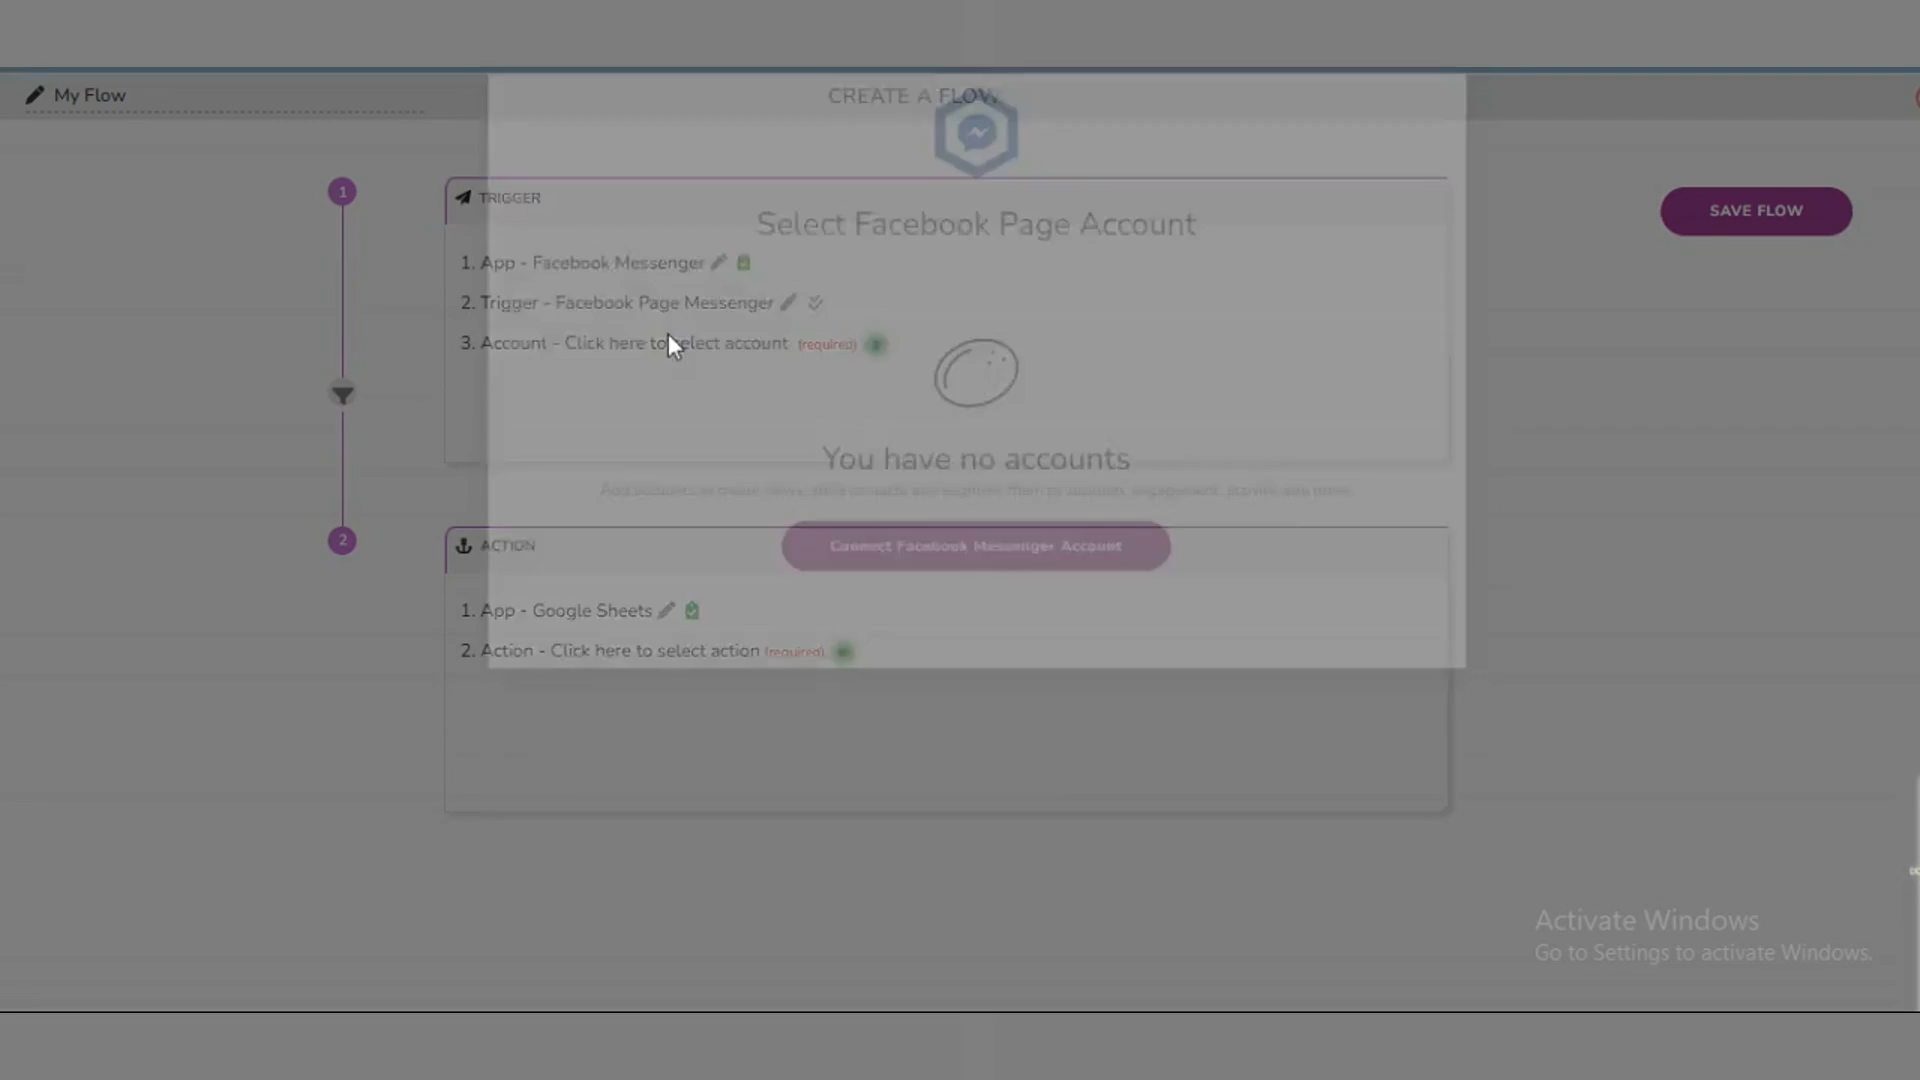 My Flow
CREATE A FLOW
1
TRIGGER
SAVE FLOW
Select Facebook Page Account
1. App - Facebook Messenger
2. Trigger - Facebook Page Messenger
3. Account - Click here to select account (required)
You have no accounts
2
ACTION
Connect Facebook Messenger Account
1. App - Google Sheets
2. Action - Click here to select action (required)
Activate Windows
Go to Settings to activate Windows.